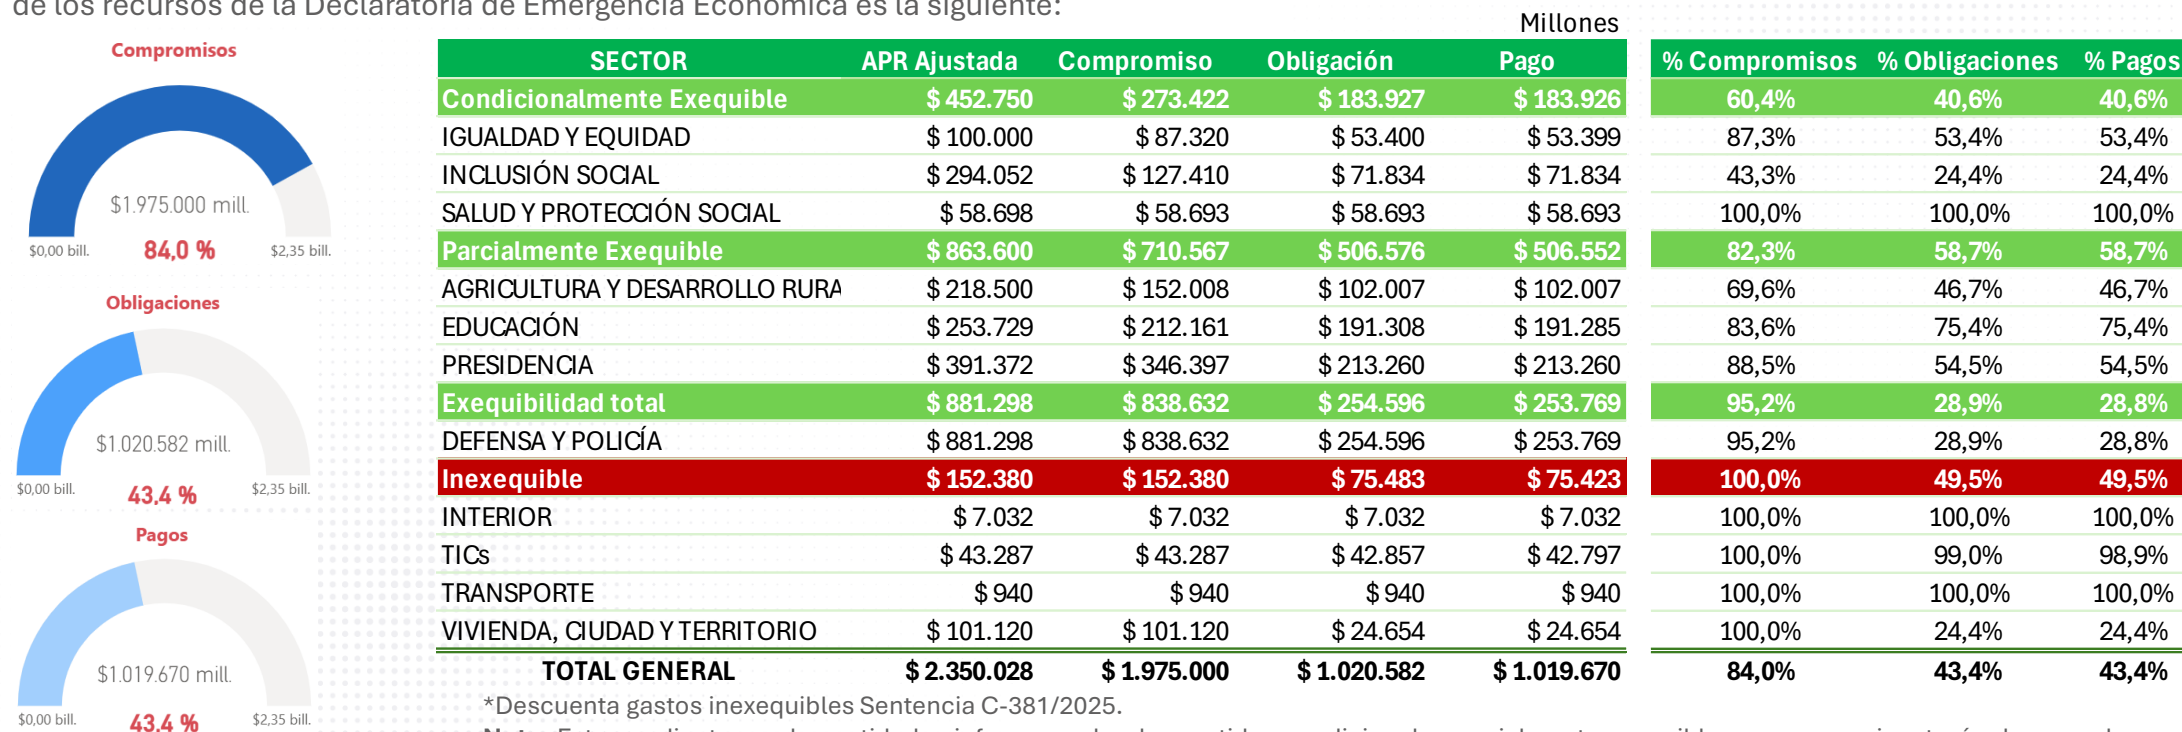 de los recursos de la Declaratoria de Emergencia Económica es la siguiente:
Millones
Compromisos
$1.975.000 mill.
$0,00 bill. 84,0 % $2,35 bill.
Obligaciones
$1.020.582 mill.
$0,00 bill. 43,4 % $2,35 bill.
Pagos
$1.019.670 mill.
$0,00 bill. 43,4 % $2,35 bill.
SECTOR APR Ajustada Compromiso Obligación Pago % Compromisos % Obligaciones % Pagos
Condicionalmente Exequible $ 452.750 $ 273.422 $ 183.927 $ 183.926 60,4% 40,6% 40,6%
IGUALDAD Y EQUIDAD $ 100.000 $ 87.320 $ 53.400 $ 53.399 87,3% 53,4% 53,4%
INCLUSIÓN SOCIAL $ 294.052 $ 127.410 $ 71.834 $ 71.834 43,3% 24,4% 24,4%
SALUD Y PROTECCIÓN SOCIAL $ 58.698 $ 58.693 $ 58.693 $ 58.693 100,0% 100,0% 100,0%
Parcialmente Exequible $ 863.600 $ 710.567 $ 506.576 $ 506.552 82,3% 58,7% 58,7%
AGRICULTURA Y DESARROLLO RURA $ 218.500 $ 152.008 $ 102.007 $ 102.007 69,6% 46,7% 46,7%
EDUCACIÓN $ 253.729 $ 212.161 $ 191.308 $ 191.285 83,6% 75,4% 75,4%
PRESIDENCIA $ 391.372 $ 346.397 $ 213.260 $ 213.260 88,5% 54,5% 54,5%
Exequibilidad total $ 881.298 $ 838.632 $ 254.596 $ 253.769 95,2% 28,9% 28,8%
DEFENSA Y POLICÍA $ 881.298 $ 838.632 $ 254.596 $ 253.769 95,2% 28,9% 28,8%
Inexequible $ 152.380 $ 152.380 $ 75.483 $ 75.423 100,0% 49,5% 49,5%
INTERIOR $ 7.032 $ 7.032 $ 7.032 $ 7.032 100,0% 100,0% 100,0%
TICs $ 43.287 $ 43.287 $ 42.857 $ 42.797 100,0% 99,0% 98,9%
TRANSPORTE $ 940 $ 940 $ 940 $ 940 100,0% 100,0% 100,0%
VIVIENDA, CIUDAD Y TERRITORIO $ 101.120 $ 101.120 $ 24.654 $ 24.654 100,0% 24,4% 24,4%
TOTAL GENERAL $ 2.350.028 $ 1.975.000 $ 1.020.582 $ 1.019.670 84,0% 43,4% 43,4%
*Descuenta gastos inexequibles Sentencia C-381/2025.